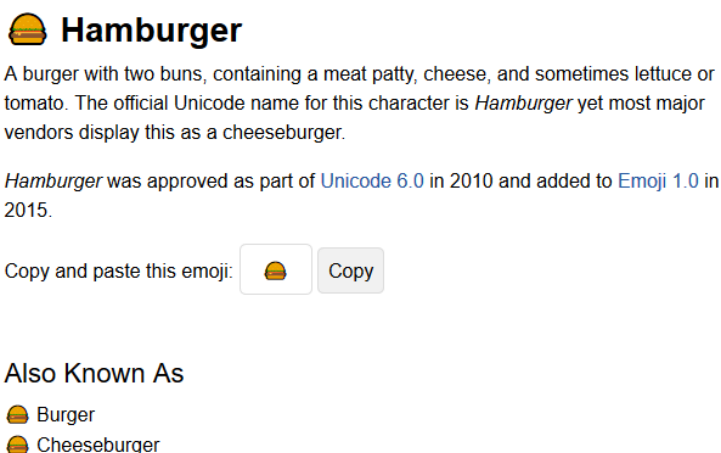 🍔 Hamburger
A burger with two buns, containing a meat patty, cheese, and sometimes lettuce or
tomato. The official Unicode name for this character is Hamburger yet most major
vendors display this as a cheeseburger.
Hamburger was approved as part of Unicode 6.0 in 2010 and added to Emoji 1.0 in
2015.
Copy and paste this emoji: 🍔 Copy
Also Known As
🍔 Burger
🍔 Cheeseburger